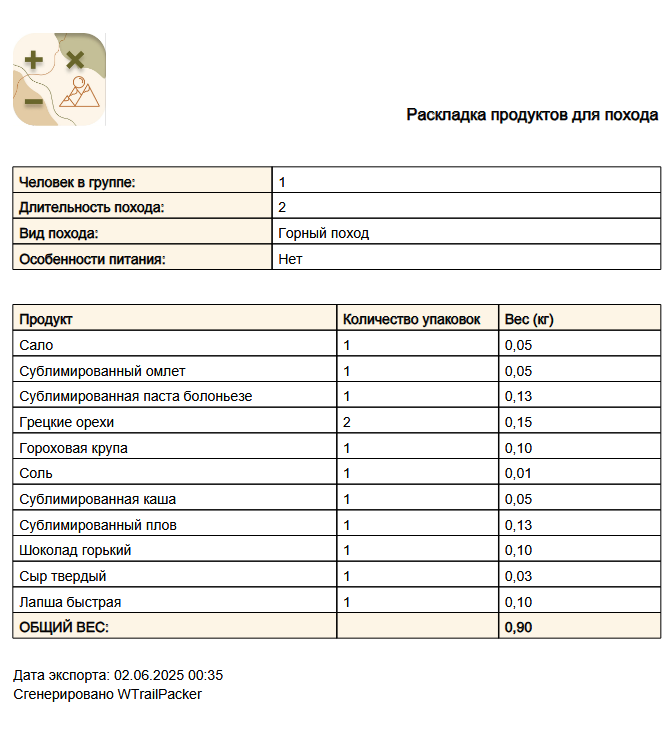 Раскладка продуктов для похода
Человек в группе: 1
Длительность похода: 2
Вид похода: Горный поход
Особенности питания: Нет
Продукт Количество упаковок Вес (кг)
Сало 1 0,05
Сублимированный омлет 1 0,05
Сублимированная паста болоньезе 1 0,13
Грецкие орехи 2 0,15
Гороховая крупа 1 0,10
Соль 1 0,01
Сублимированная каша 1 0,05
Сублимированный плов 1 0,13
Шоколад горький 1 0,10
Сыр твердый 1 0,03
Лапша быстрая 1 0,10
ОБЩИЙ ВЕС: 0,90
Дата экспорта: 02.06.2025 00:35
Сгенерировано WTrailPacker